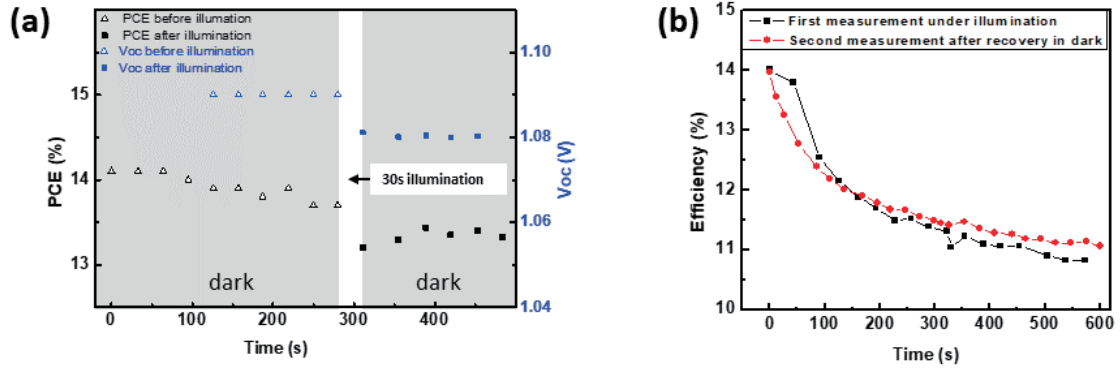 (a)
PCE before illumation
PCE after illumination
Voc before illumination
Voc after illumination
1.10
1.08
1.06
1.04
Voc (V)
15
14
13
PCE (%)
30s illumination
dark
dark
0
100
200
300
400
Time (s)
(b)
First measurement under illumination
Second measurement after recovery in dark
15
14
13
12
11
10
Efficiency (%)
0
100
200
300
400
500
600
Time (s)